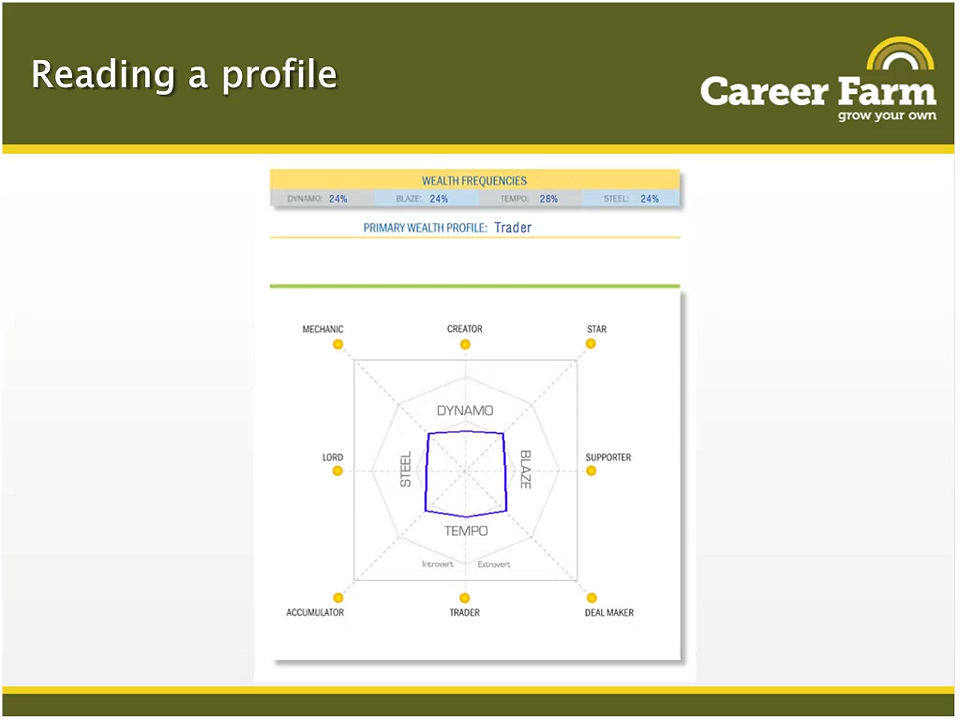 Reading a profile
Career Farm
grow your own
WEALTH FREQUENCIES
DYNAMO: 24% BLAZE: 24% TEMPO: 28% STEEL: 24%
PRIMARY WEALTH PROFILE: Trader
MECHANIC CREATOR STAR
DYNAMO
LORD STEEL BLAZE SUPPORTER
TEMPO
Introvert Extrovert
ACCUMULATOR TRADER DEAL MAKER